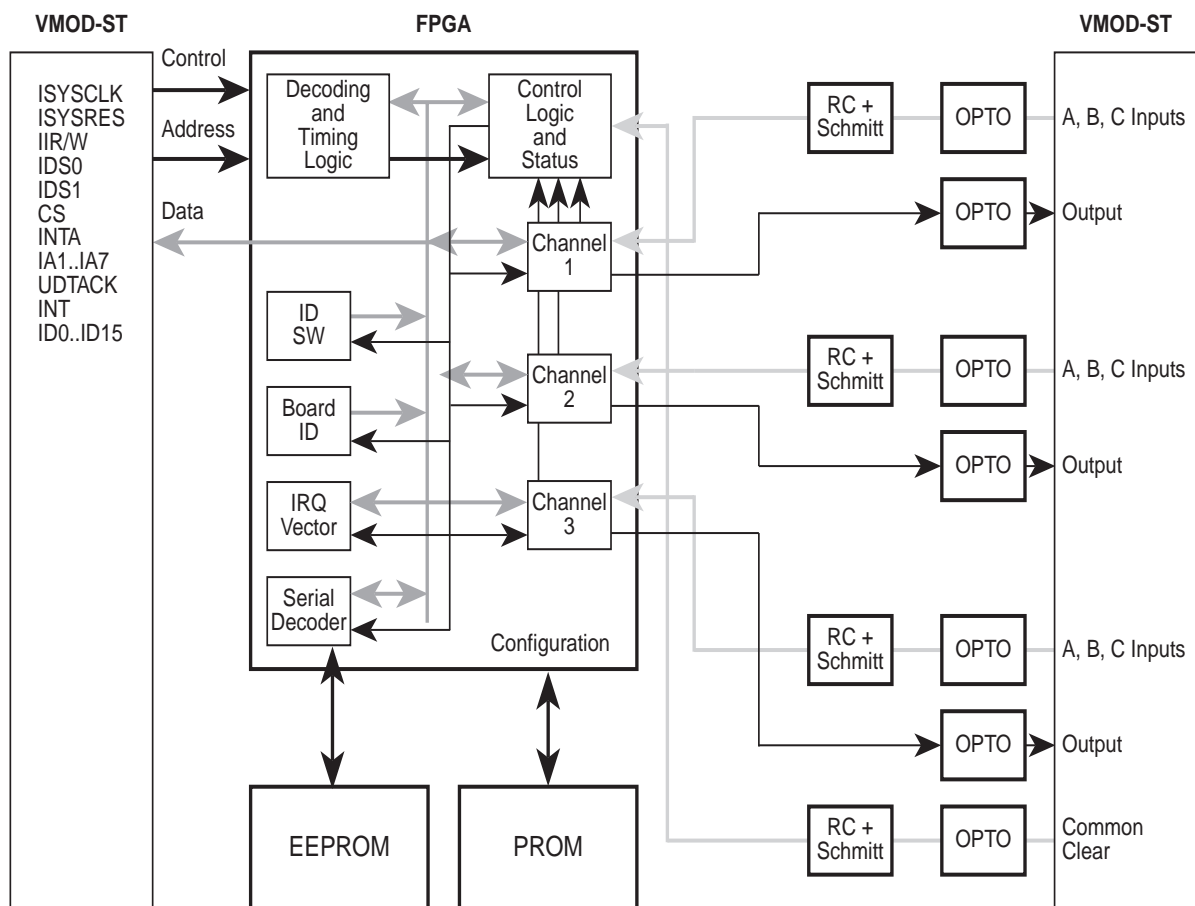 VMOD-ST
FPGA
VMOD-ST
Control
ISYSCLK
ISYSRES
IIR/W
IDS0
IDS1
CS
INTA
IA1..IA7
UDTACK
INT
ID0..ID15
Address
Data
Decoding
and
Timing
Logic
Control
Logic
and
Status
Channel
1
ID
SW
Channel
2
Board
ID
IRQ
Vector
Channel
3
Serial
Decoder
Configuration
EEPROM
PROM
RC +
Schmitt
OPTO
A, B, C Inputs
OPTO
Output
RC +
Schmitt
OPTO
A, B, C Inputs
OPTO
Output
RC +
Schmitt
OPTO
A, B, C Inputs
OPTO
Output
RC +
Schmitt
OPTO
Common
Clear